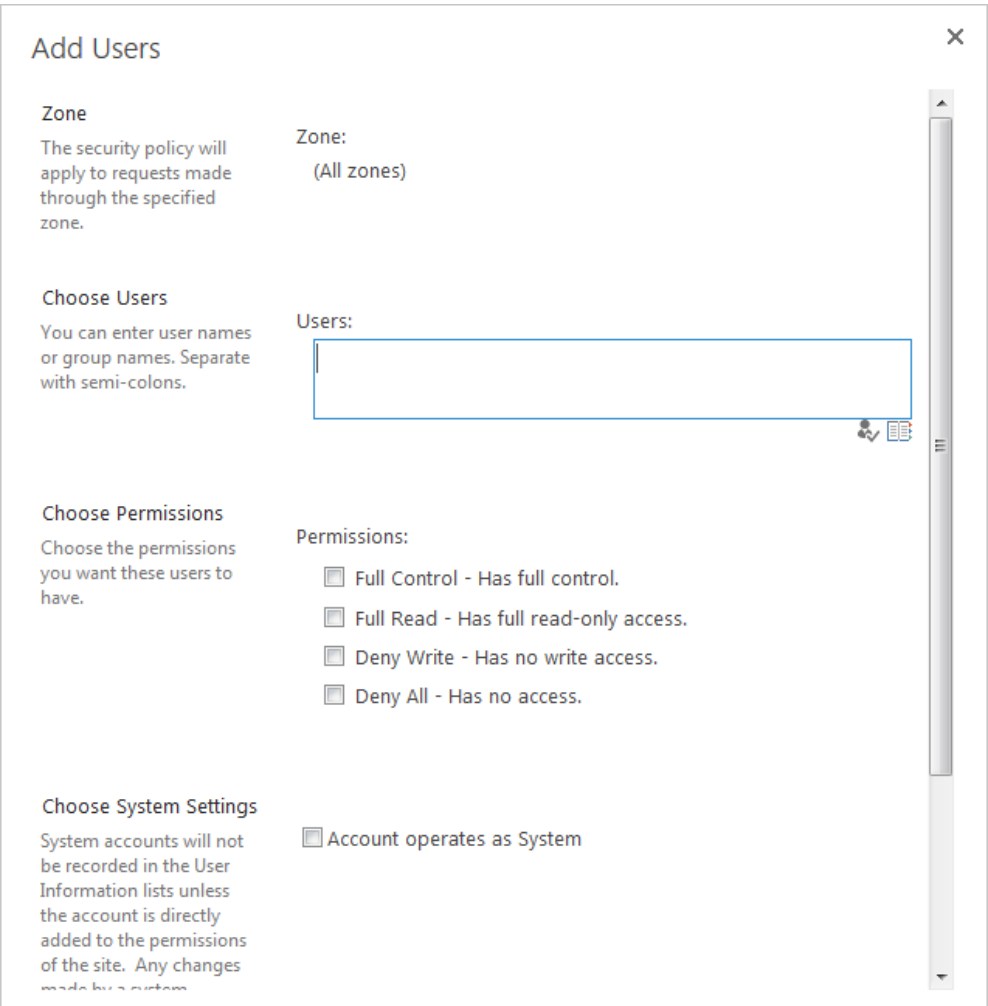 Add Users
Zone
The security policy will
apply to requests made
through the specified
zone.
Zone:
(All zones)
Choose Users
You can enter user names
or group names. Separate
with semi-colons.
Users:
Choose Permissions
Choose the permissions
you want these users to
have.
Permissions:
Full Control - Has full control.
Full Read - Has full read-only access.
Deny Write - Has no write access.
Deny All - Has no access.
Choose System Settings
System accounts will not
be recorded in the User
Information lists unless
the account is directly
added to the permissions
of the site.  Any changes
made by a system
Account operates as System